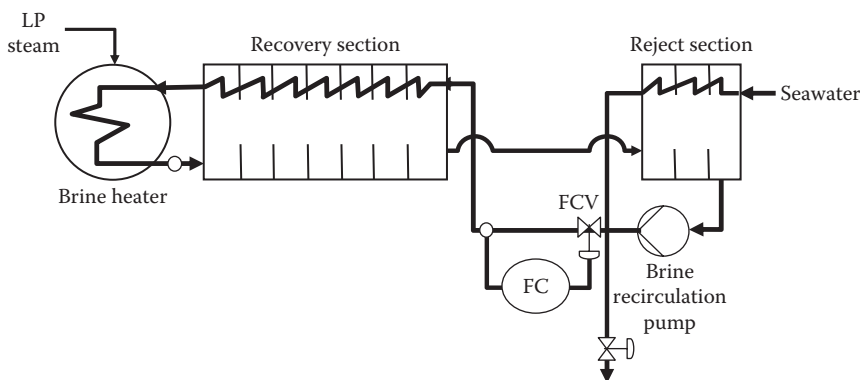 LP
steam
Recovery section
Reject section
Seawater
Brine heater
FCV
FC
Brine
recirculation
pump